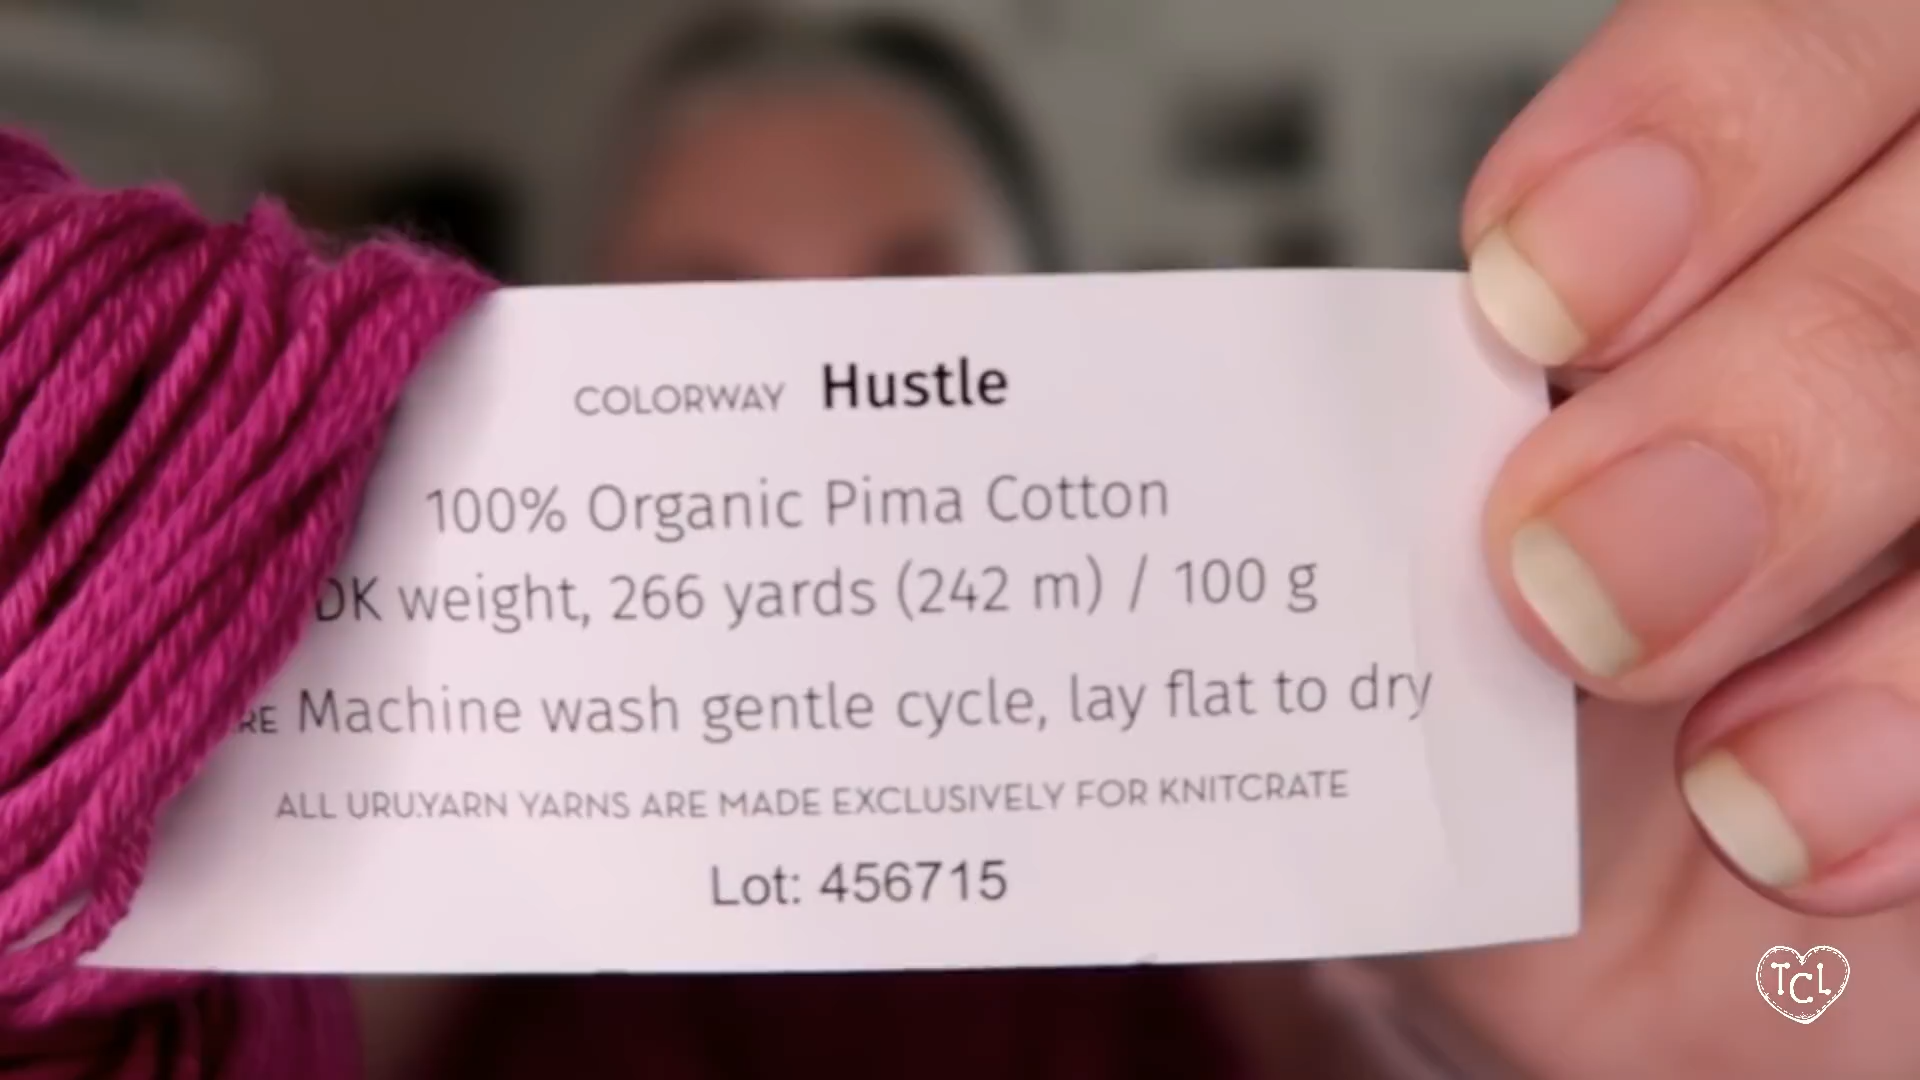 COLORWAY Hustle
100% Organic Pima Cotton
DK weight, 266 yards (242 m) / 100 g
RE Machine wash gentle cycle, lay flat to dry
ALL URU.YARN YARNS ARE MADE EXCLUSIVELY FOR KNITCRATE
Lot: 456715
TCL